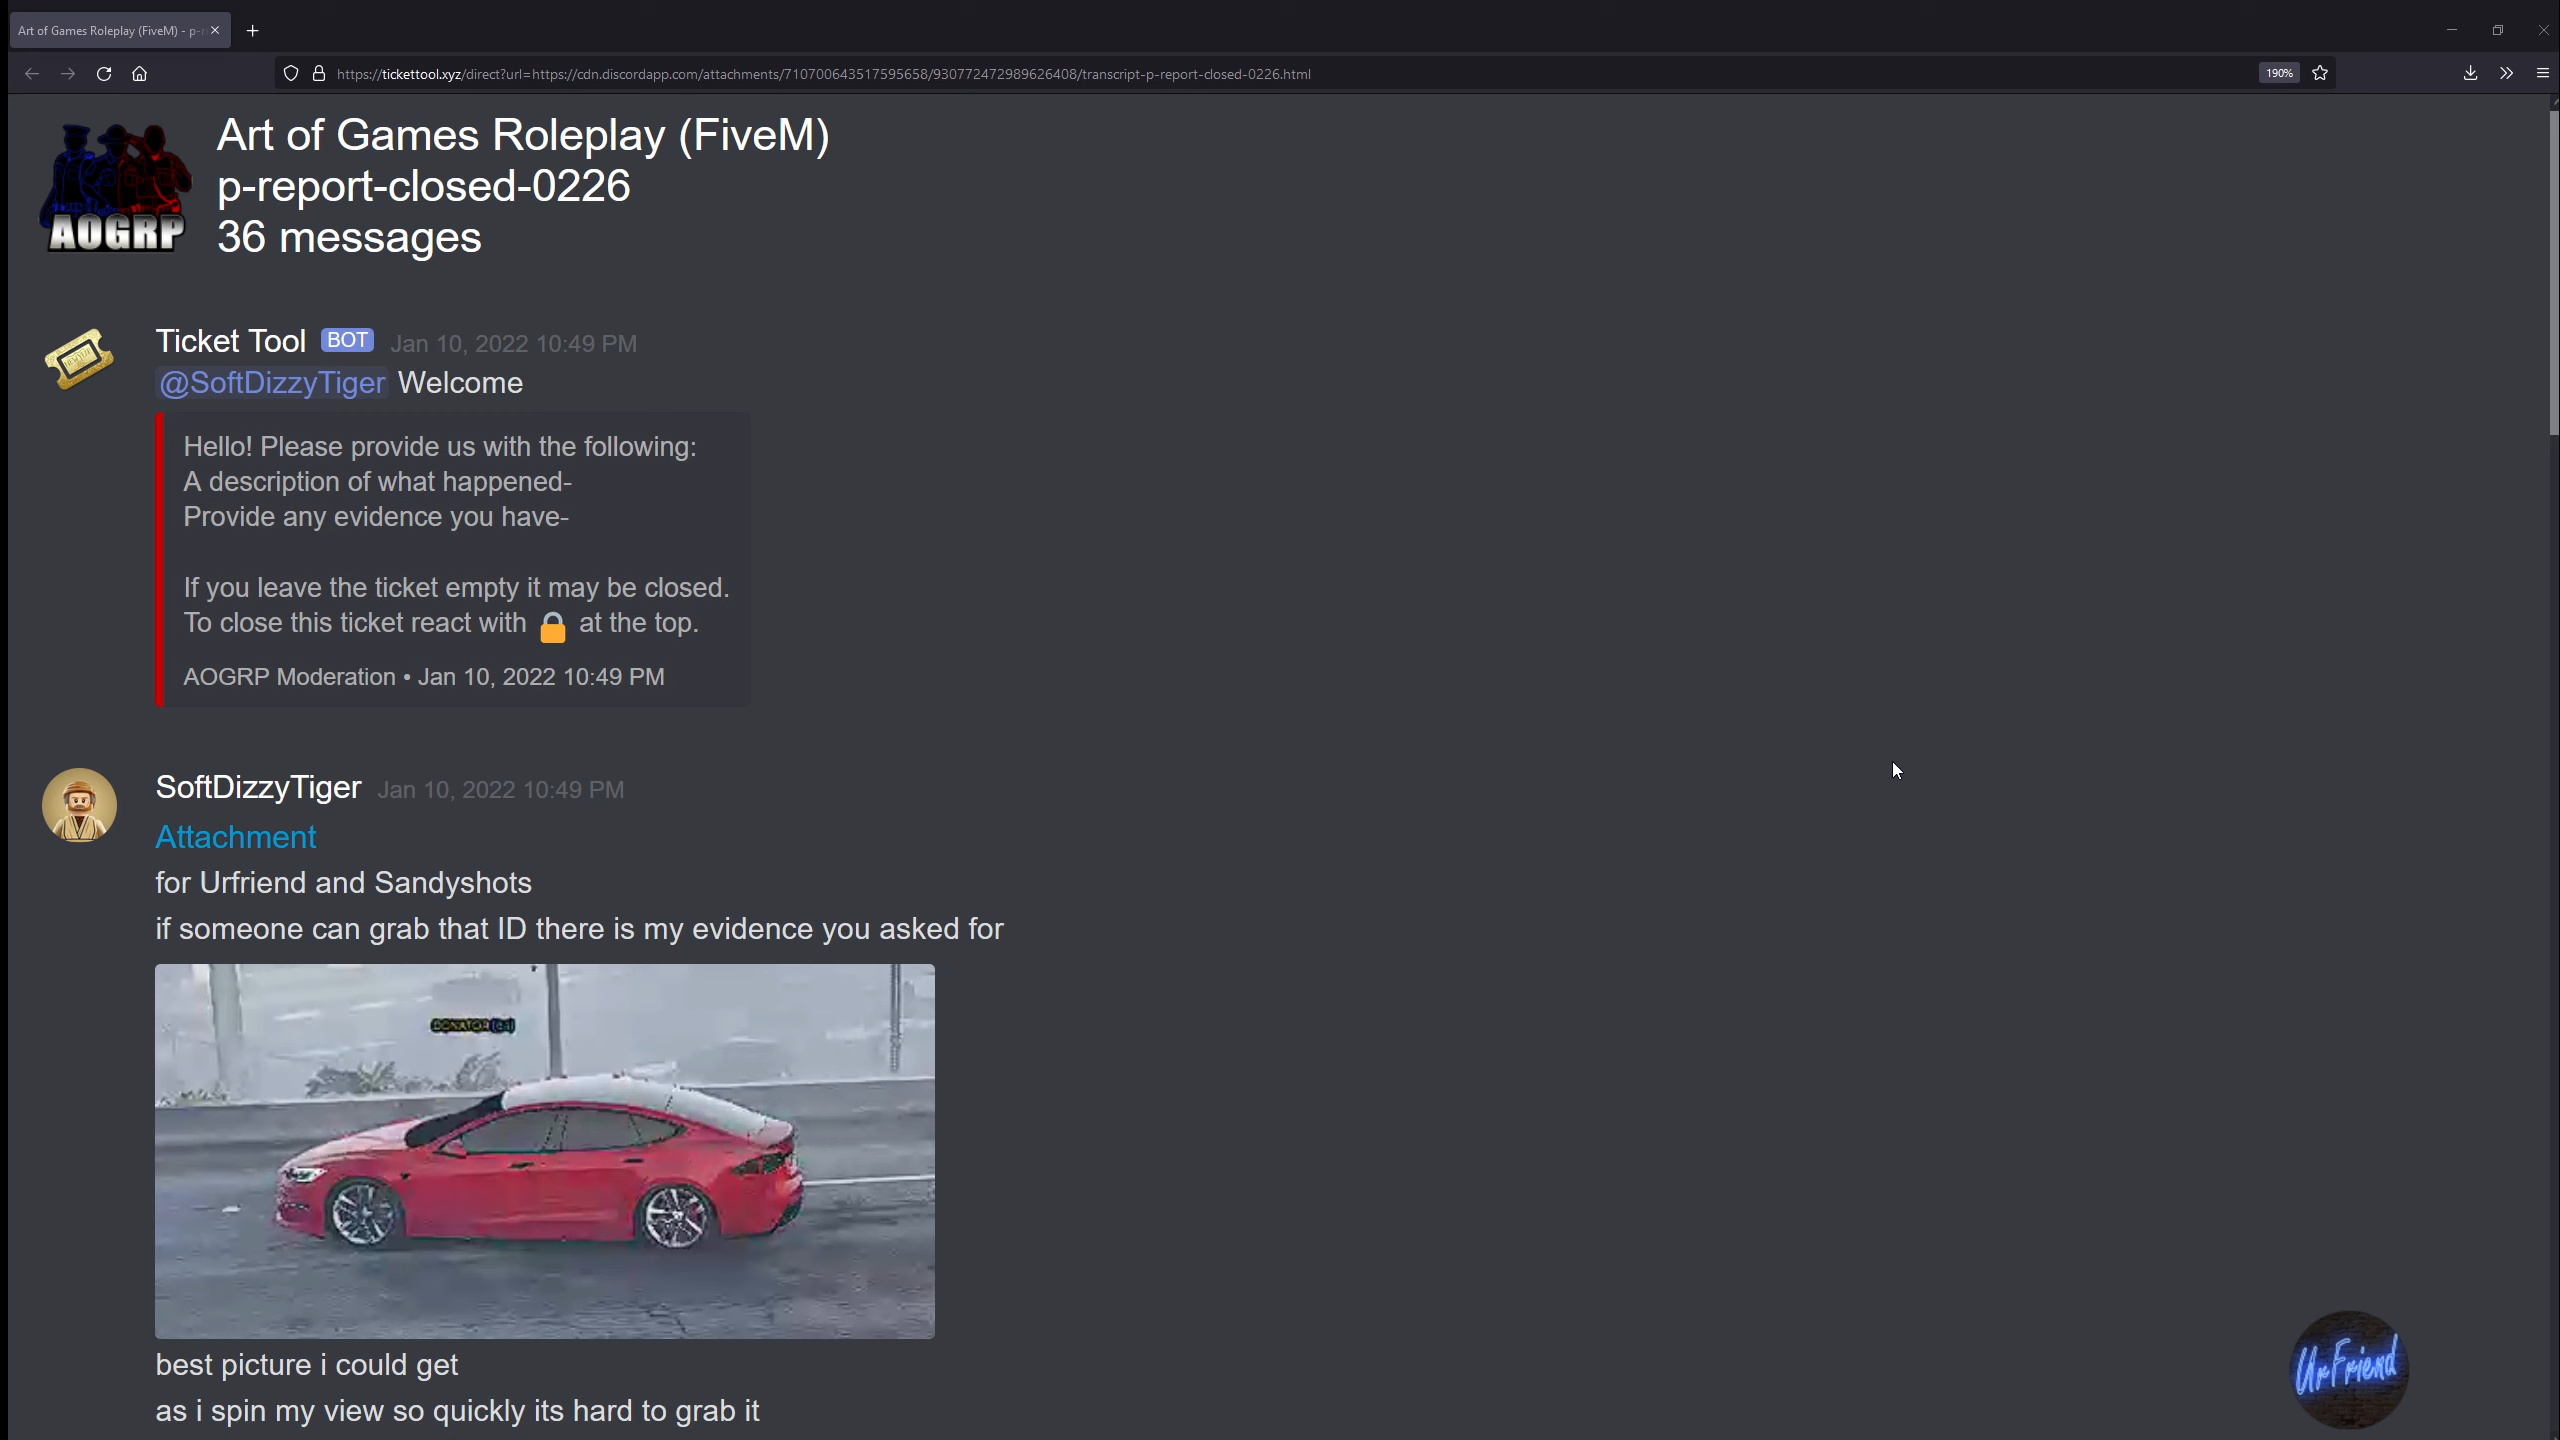 Art of Games Roleplay (FiveM) - p-r
https://tickettool.xyz/direct?url=https://cdn.discordapp.com/attachments/710700643517595658/930772472989626408/transcript-p-report-closed-0226.html
190%
AOGRP
Art of Games Roleplay (FiveM)
p-report-closed-0226
36 messages
Ticket Tool BOT Jan 10, 2022 10:49 PM
@SoftDizzyTiger Welcome
Hello! Please provide us with the following:
A description of what happened-
Provide any evidence you have-
If you leave the ticket empty it may be closed.
To close this ticket react with 🔒 at the top.
AOGRP Moderation • Jan 10, 2022 10:49 PM
SoftDizzyTiger Jan 10, 2022 10:49 PM
Attachment
for Urfriend and Sandyshots
if someone can grab that ID there is my evidence you asked for
DONATOR
best picture i could get
as i spin my view so quickly its hard to grab it
UrFriend